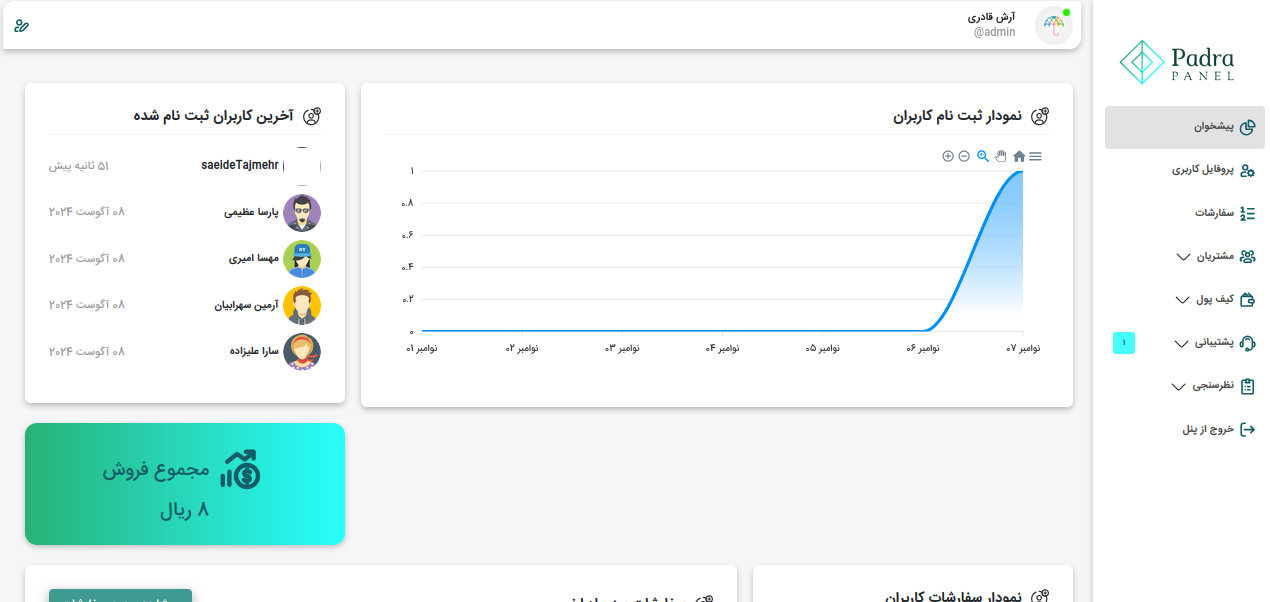 Padra
PANEL
پیشخوان
پروفایل کاربری
سفارشات
مشتریان
کیف پول
پشتیبانی
۱
نظرسنجی
خروج از پنل
آرش قادری
@admin
نمودار ثبت نام کاربران
۱
۰.۸
۰.۶
۰.۴
۰.۲
۰
نوامبر ۰۱
نوامبر ۰۲
نوامبر ۰۳
نوامبر ۰۴
نوامبر ۰۵
نوامبر ۰۶
نوامبر ۰۷
آخرین کاربران ثبت نام شده
saeideTajmehr ۵۱ ثانیه پیش
پارسا عظیمی ۰۸ آگوست ۲۰۲۴
مهسا امیری ۰۸ آگوست ۲۰۲۴
آرمین سهرابیان ۰۸ آگوست ۲۰۲۴
سارا علیزاده ۰۸ آگوست ۲۰۲۴
مجموع فروش
۸ ریال
نمودار سفارشات کاربران